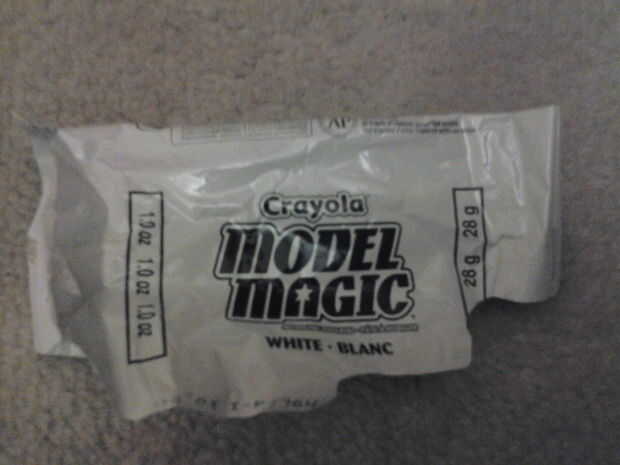 AP
Crayola
MODEL
MAGIC
WHITE • BLANC
1.0 oz 1.0 oz 1.0 oz
28 g 28 g